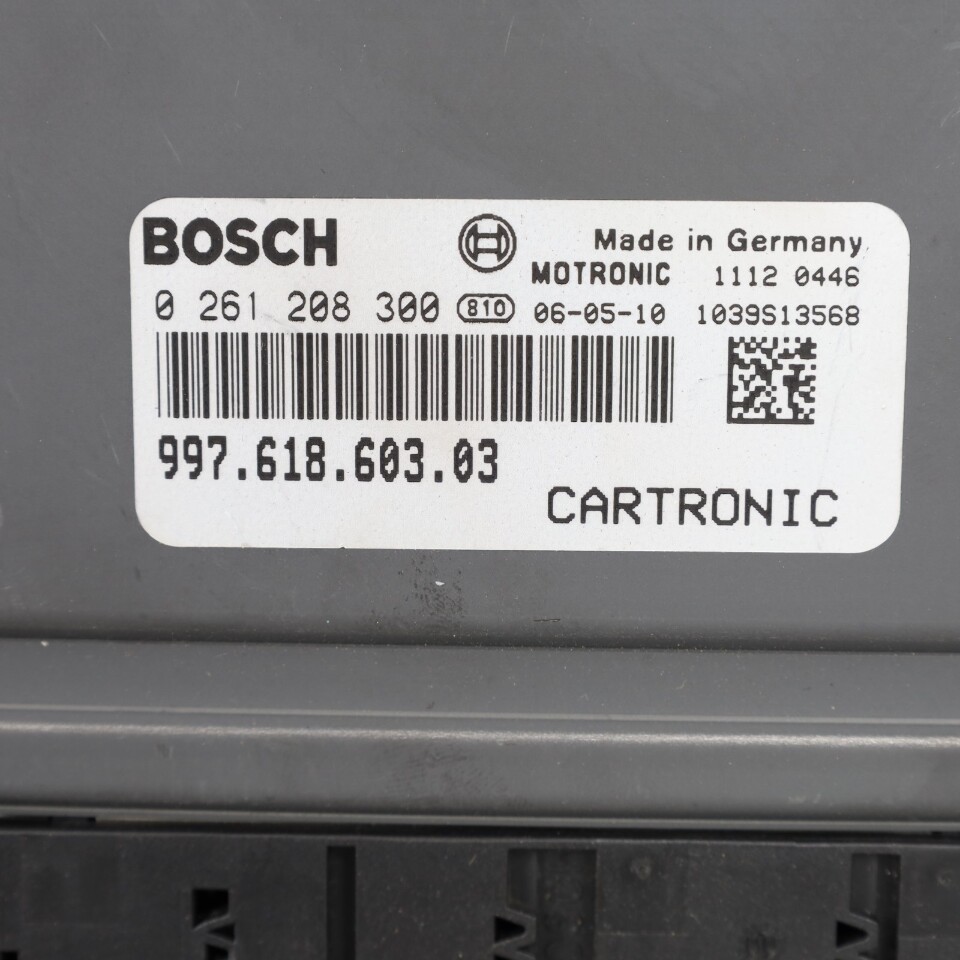 BOSCH Made in Germany
MOTRONIC 1112 0446
0 261 208 300 810 06-05-10 1039S13568
997.618.603.03
CARTRONIC